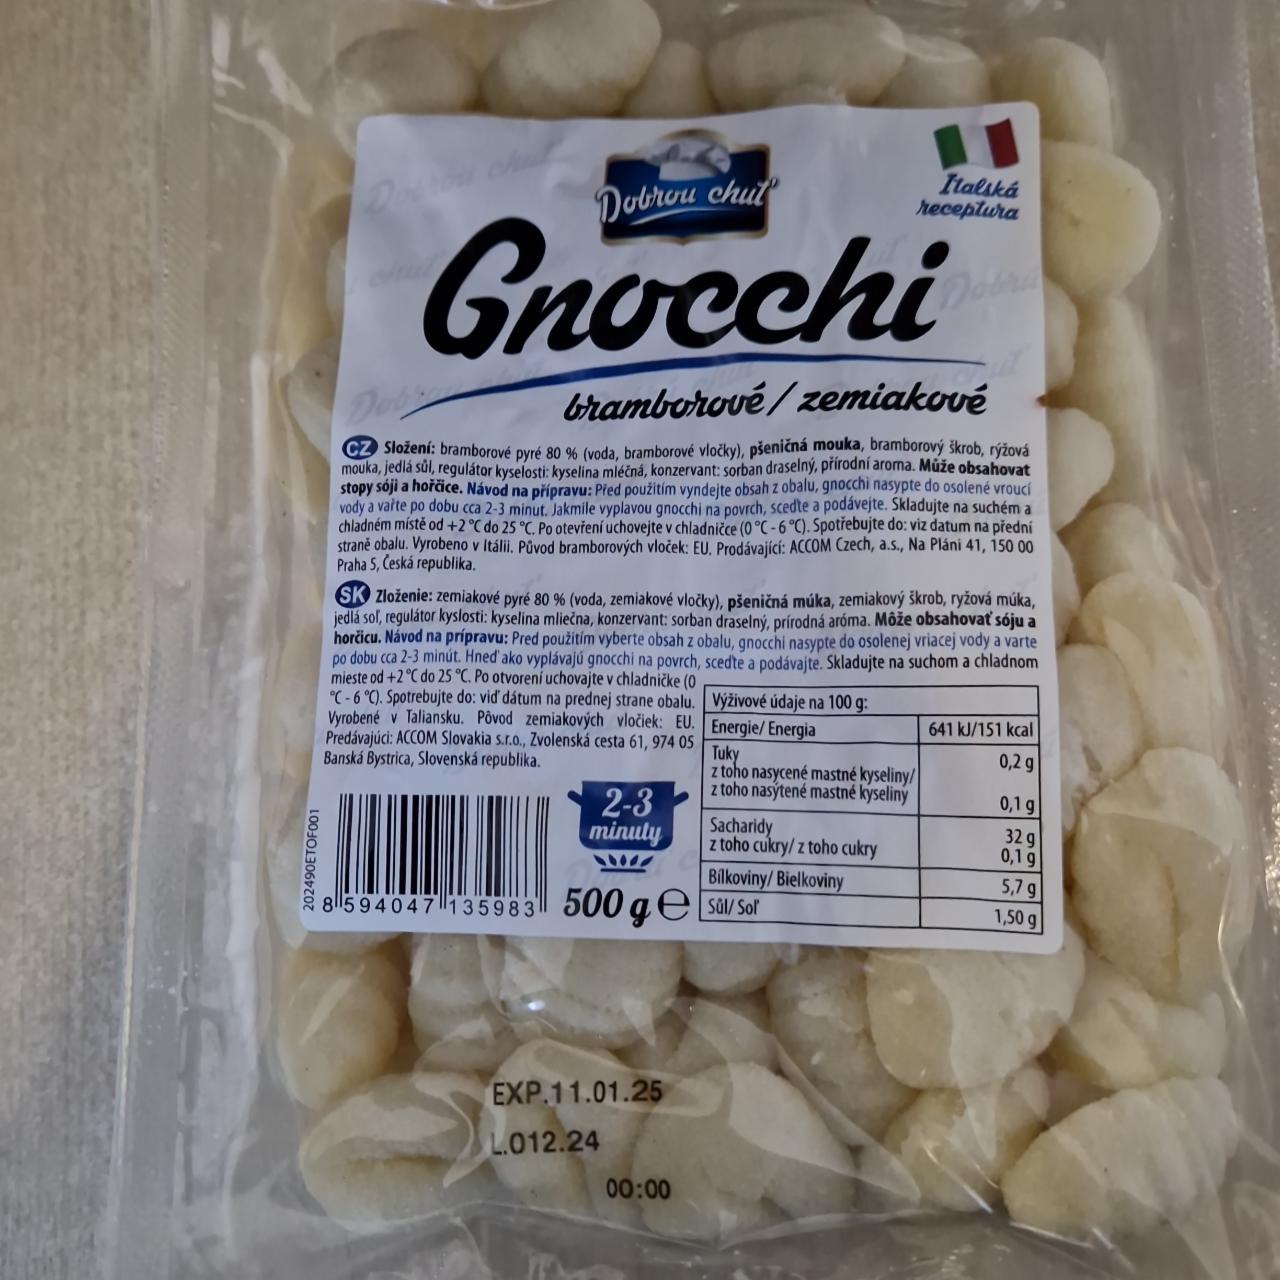 Dobrou chuť
Italská
receptura
Gnocchi
bramborové / zemiakové
CZ Složení: bramborové pyré 80 % (voda, bramborové vločky), pšeničná mouka, bramborový škrob, rýžová
mouka, jedlá sůl, regulátor kyselosti: kyselina mléčná, konzervant: sorban draselný, přírodní aroma. Může obsahovat
stopy sóji a hořčice. Návod na přípravu: Před použitím vyndejte obsah z obalu, gnocchi nasypte do osolené vroucí
vody a vařte po dobu cca 2-3 minut. Jakmile vyplavou gnocchi na povrch, sceďte a podávejte. Skladujte na suchém a
chladném místě od +2 °C do 25 °C. Po otevření uchovejte v chladničce (0 °C - 6 °C). Spotřebujte do: viz datum na přední
straně obalu. Vyrobeno v Itálii. Původ bramborových vloček: EU. Prodávající: ACCOM Czech, a.s., Na Pláni 41, 150 00
Praha 5, Česká republika.
SK Zloženie: zemiakové pyré 80 % (voda, zemiakové vločky), pšeničná múka, zemiakový škrob, ryžová múka,
jedlá soľ, regulátor kyslosti: kyselina mliečna, konzervant: sorban draselný, prírodná aróma. Môže obsahovať sóju a
horčicu. Návod na prípravu: Pred použitím vyberte obsah z obalu, gnocchi nasypte do osolenej vriacej vody a varte
po dobu cca 2-3 minút. Hneď ako vyplávajú gnocchi na povrch, sceďte a podávajte. Skladujte na suchom a chladnom
mieste od +2 °C do 25 °C. Po otvorení uchovajte v chladničke (0
°C - 6 °C). Spotrebujte do: viď dátum na prednej strane obalu.
Vyrobené v Taliansku. Pôvod zemiakových vločiek: EU.
Predávajúci: ACCOM Slovakia s.r.o., Zvolenská cesta 61, 974 05
Banská Bystrica, Slovenská republika.
Výživové údaje na 100 g:
Energie/ Energia 641 kJ/151 kcal
Tuky 0,2 g
z toho nasycené mastné kyseliny/
z toho nasýtené mastné kyseliny 0,1 g
Sacharidy 32 g
z toho cukry/ z toho cukry 0,1 g
Bílkoviny/ Bielkoviny 5,7 g
Sůl/ Soľ 1,50 g
2-3
minuty
500 g e
202490ETOF001
8 594047 135983
EXP.11.01.25
L.012.24
00:00